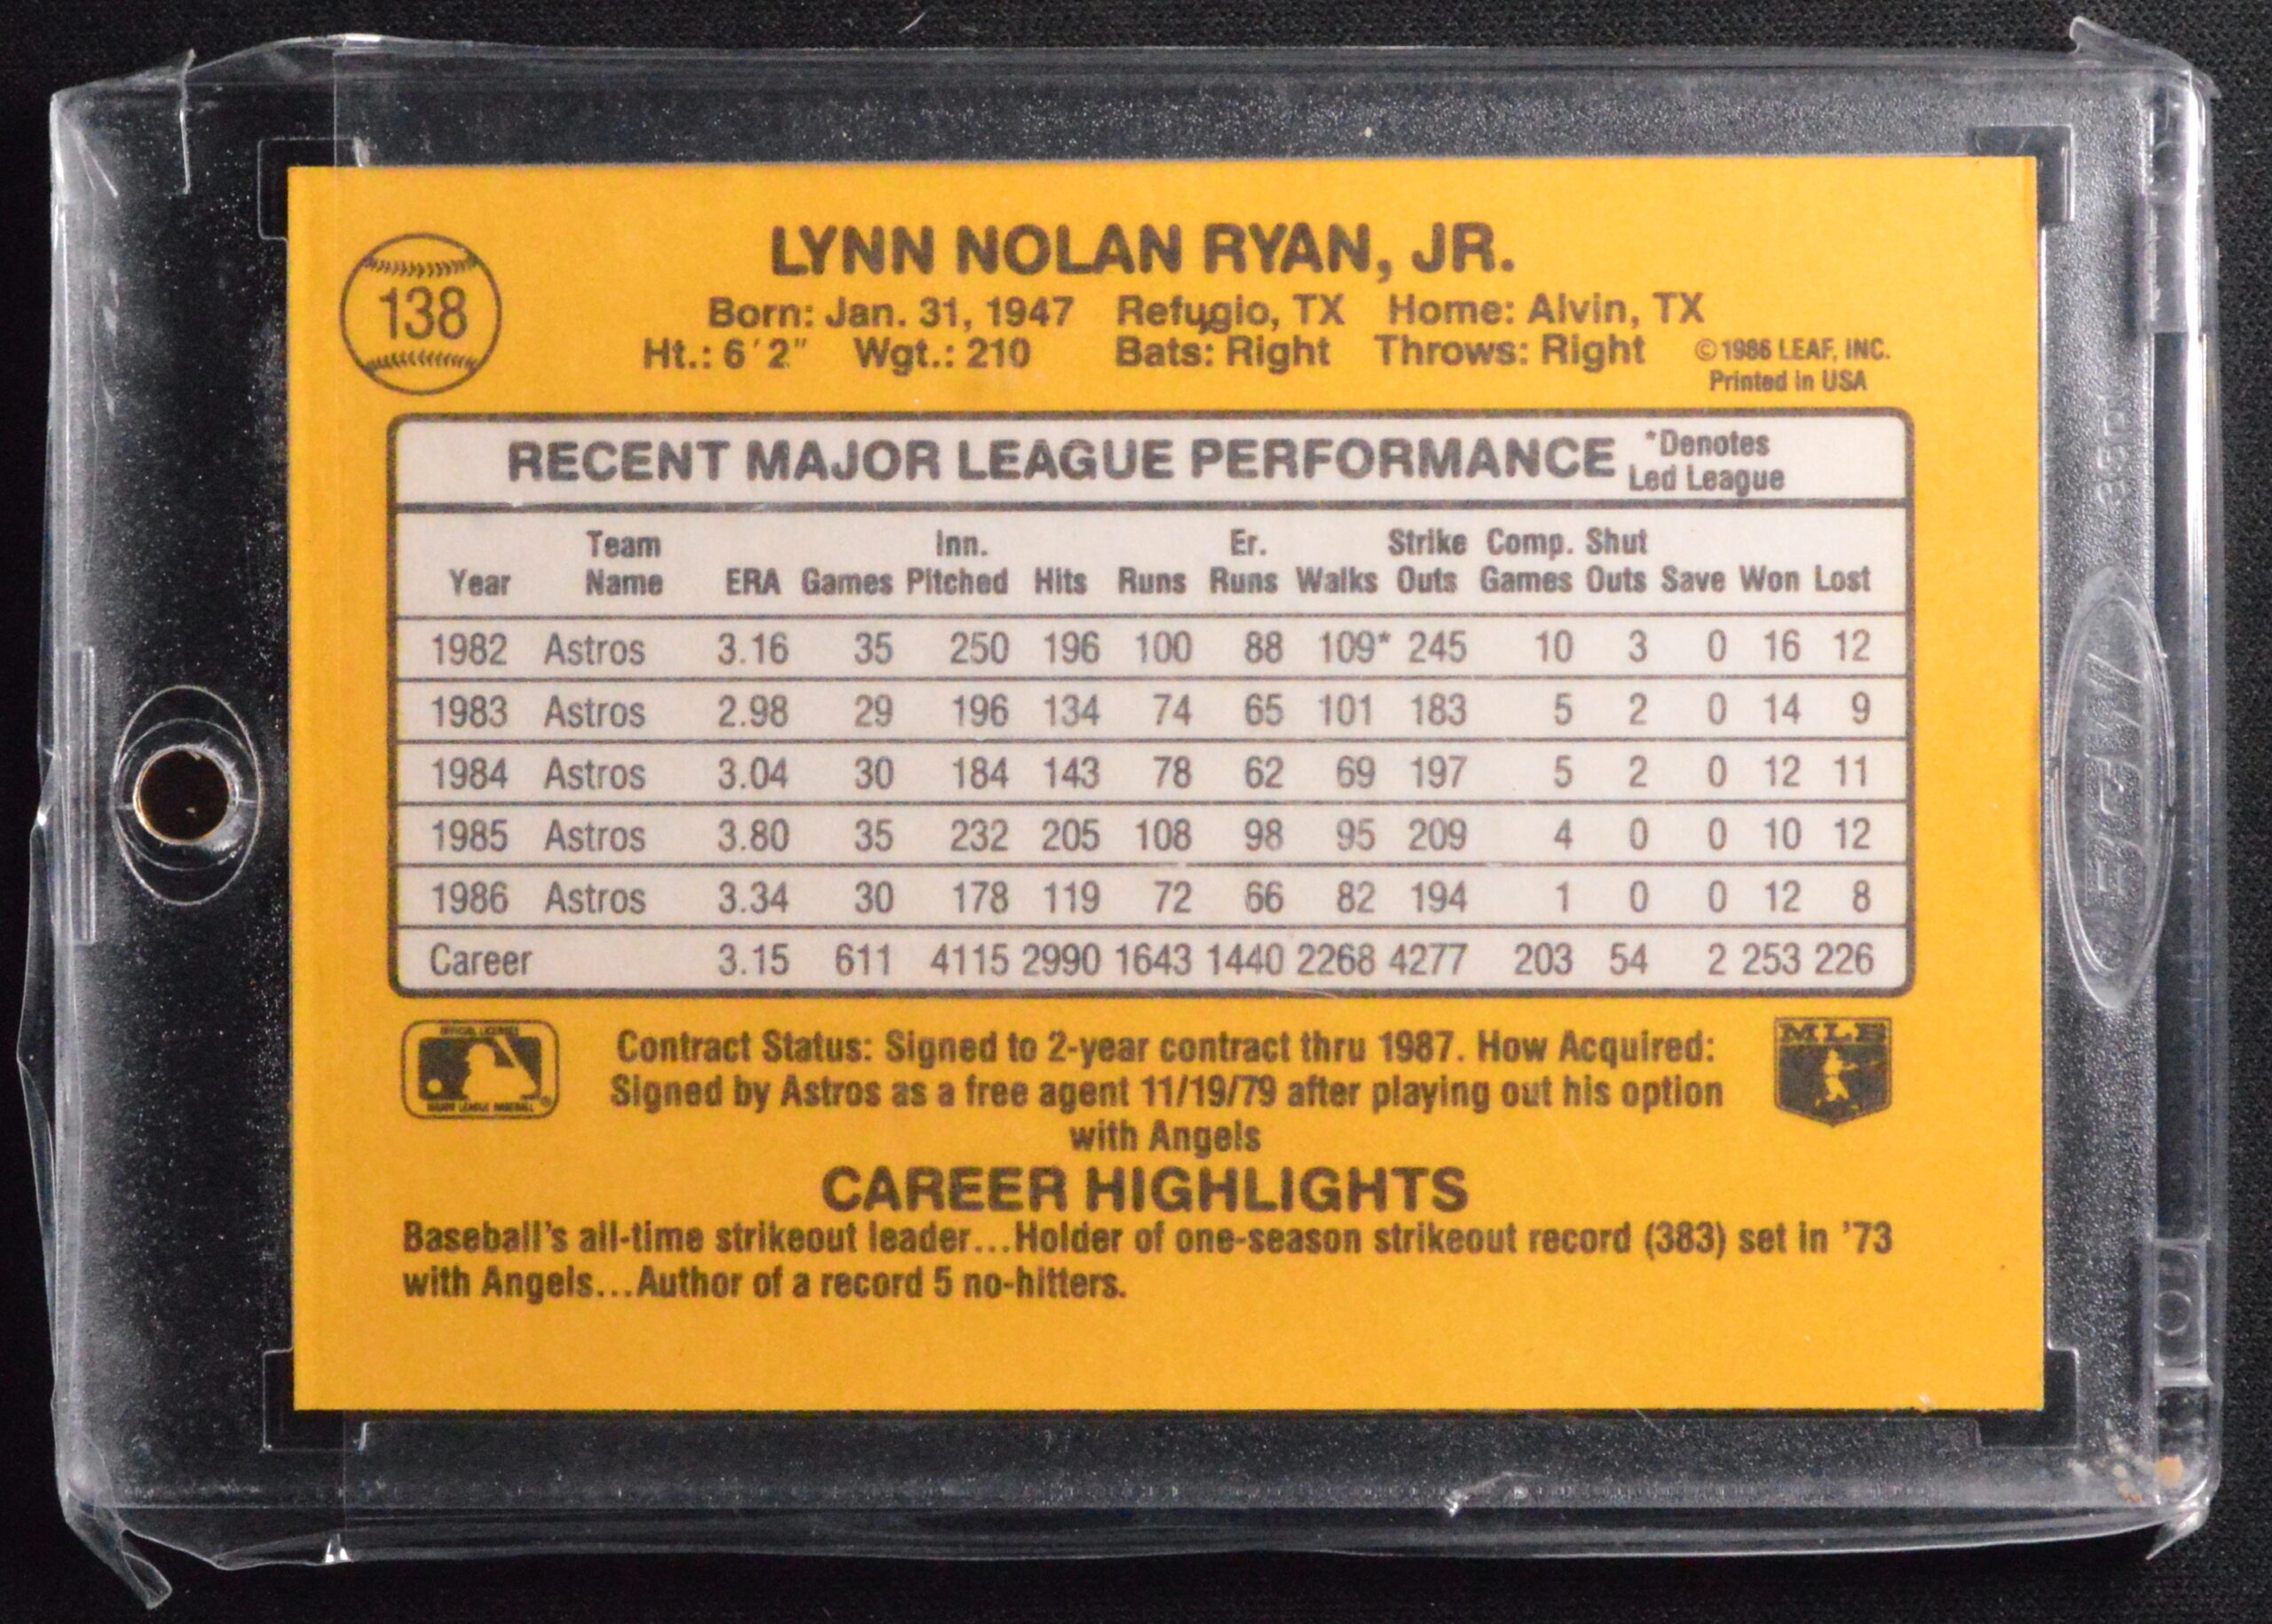 138
LYNN NOLAN RYAN, JR.
Born: Jan. 31, 1947 Refugio, TX Home: Alvin, TX
Ht.: 6'2" Wgt.: 210 Bats: Right Throws: Right
©1986 LEAF, INC.
Printed in USA
RECENT MAJOR LEAGUE PERFORMANCE *Denotes
Led League
Year Team Name ERA Games Inn. Pitched Hits Runs Er. Runs Walks Strike Outs Comp. Games Shut Outs Save Won Lost
1982 Astros 3.16 35 250 196 100 88 109* 245 10 3 0 16 12
1983 Astros 2.98 29 196 134 74 65 101 183 5 2 0 14 9
1984 Astros 3.04 30 184 143 78 62 69 197 5 2 0 12 11
1985 Astros 3.80 35 232 205 108 98 95 209 4 0 0 10 12
1986 Astros 3.34 30 178 119 72 66 82 194 1 0 0 12 8
Career 3.15 611 4115 2990 1643 1440 2268 4277 203 54 2 253 226
Contract Status: Signed to 2-year contract thru 1987. How Acquired:
Signed by Astros as a free agent 11/19/79 after playing out his option
with Angels
MLB
CAREER HIGHLIGHTS
Baseball's all-time strikeout leader...Holder of one-season strikeout record (383) set in '73
with Angels...Author of a record 5 no-hitters.